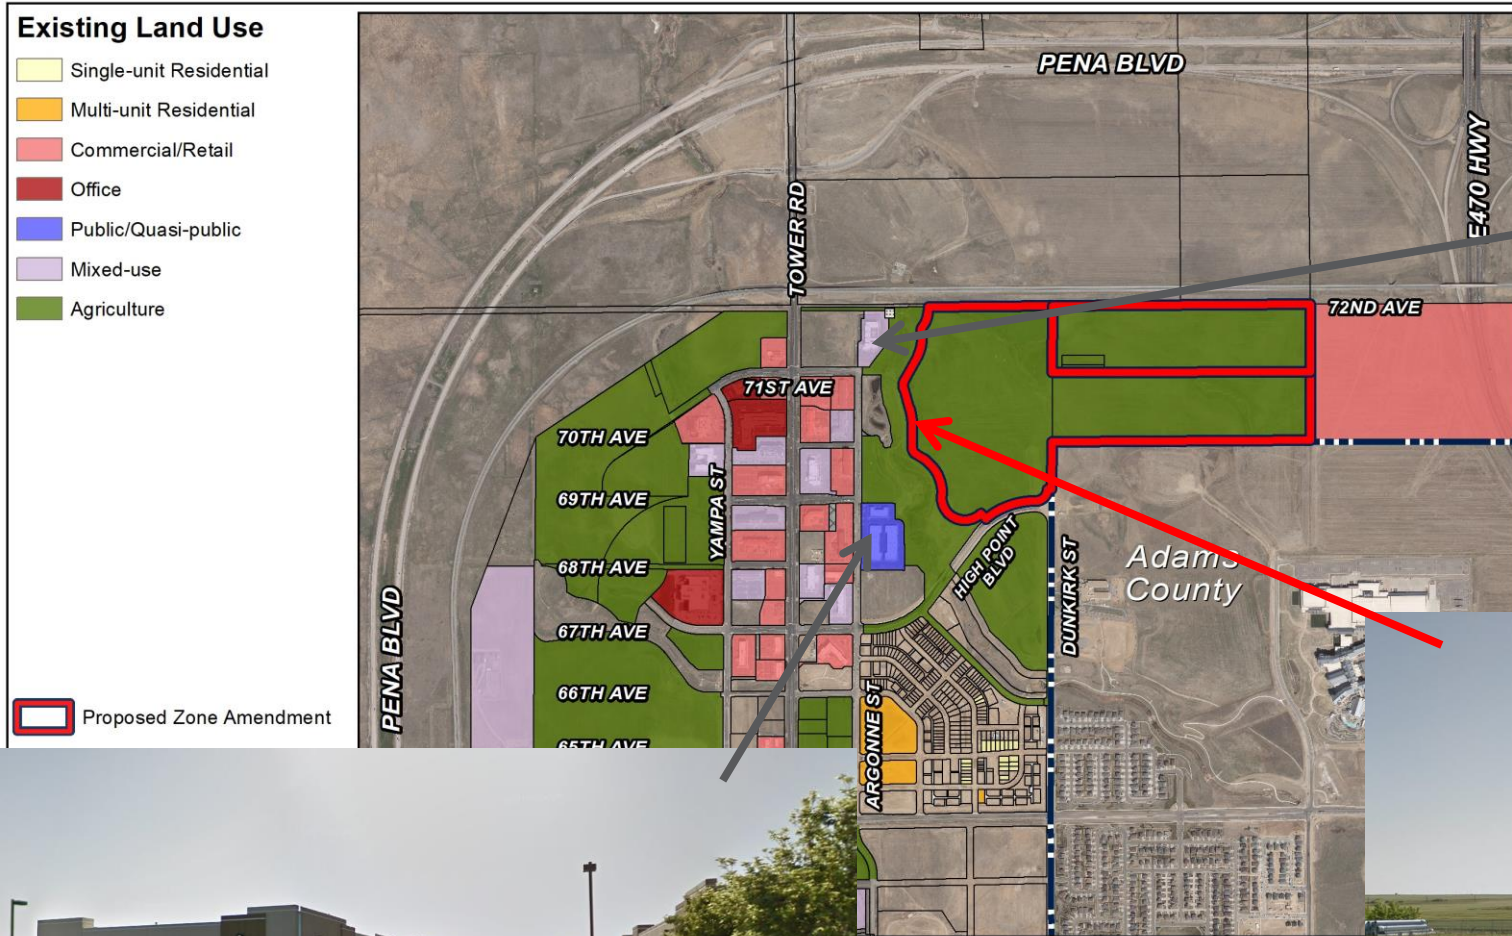 Existing Land Use
Single-unit Residential
Multi-unit Residential
Commercial/Retail
Office
Public/Quasi-public
Mixed-use
Agriculture
Proposed Zone Amendment
PENA BLVD
E470 HWY
TOWER RD
72ND AVE
71ST AVE
70TH AVE
69TH AVE
YAMPA ST
68TH AVE
HIGH POINT
BLVD
DUNKIRK ST
Adams
County
PENA BLVD
67TH AVE
66TH AVE
ARGONNE ST
65TH AVE